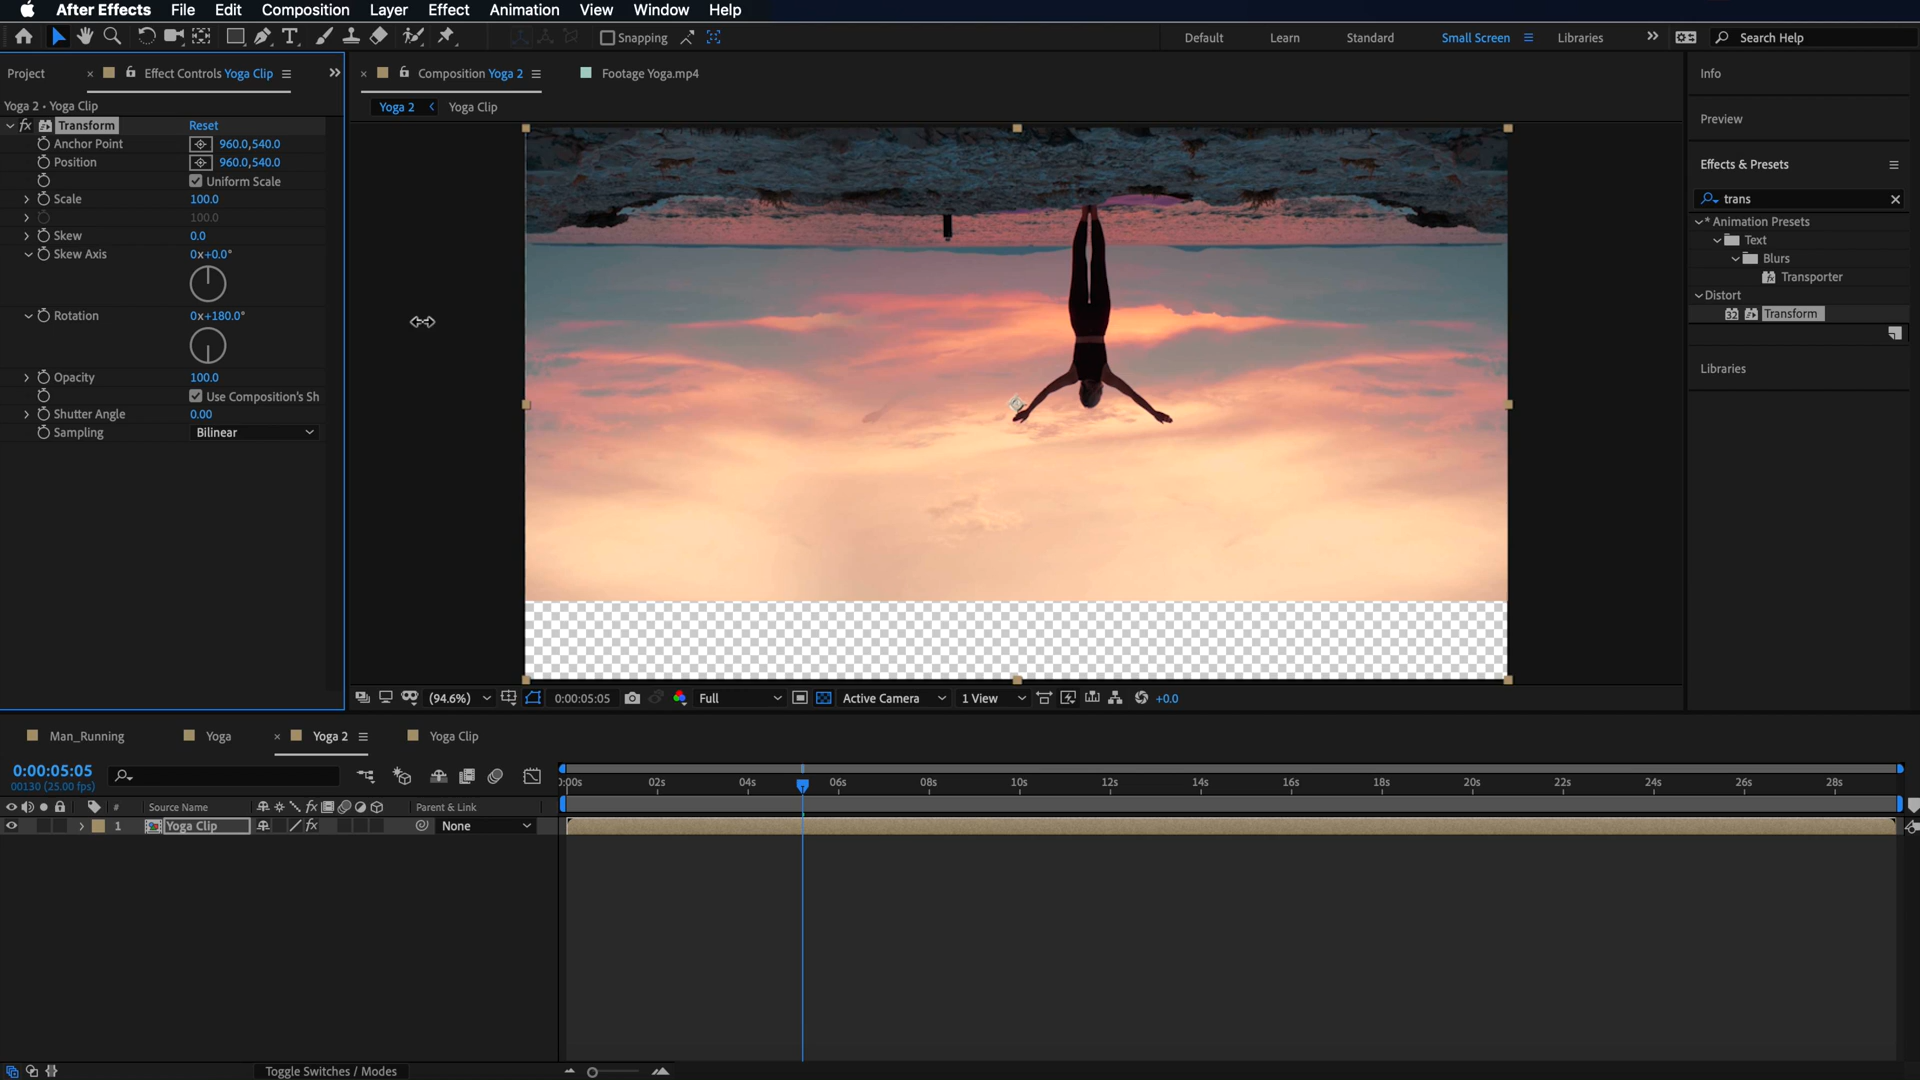 After Effects File Edit Composition Layer Effect Animation View Window Help
Snapping Default Learn Standard Small Screen Libraries Search Help
Project Effect Controls Yoga Clip Composition Yoga 2 Footage Yoga.mp4 Info
Yoga 2 • Yoga Clip Yoga 2 Yoga Clip
fx Transform Reset
Anchor Point 960.0,540.0
Position 960.0,540.0
Uniform Scale
Scale 100.0
100.0
Skew 0.0
Skew Axis 0x+0.0°
Rotation 0x+180.0°
Opacity 100.0
Use Composition's Sh
Shutter Angle 0.00
Sampling Bilinear
Preview
Effects & Presets
trans
* Animation Presets
Text
Blurs
Transporter
Distort
32 Transform
Libraries
(94.6%) 0:00:05:05 Full Active Camera 1 View +0.0
Man_Running Yoga Yoga 2 Yoga Clip
0:00:05:05
00130 (25.00 fps)
:00s 02s 04s 06s 08s 10s 12s 14s 16s 18s 20s 22s 24s 26s 28s
# Source Name fx Parent & Link
1 Yoga Clip fx None
Toggle Switches / Modes